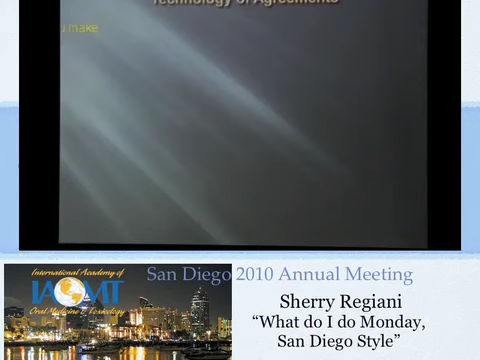 Technology of Agreements
u make
San Diego 2010 Annual Meeting
International Academy of
IAOMT
Oral Medicine & Toxicology
Sherry Regiani
“What do I do Monday,
San Diego Style”